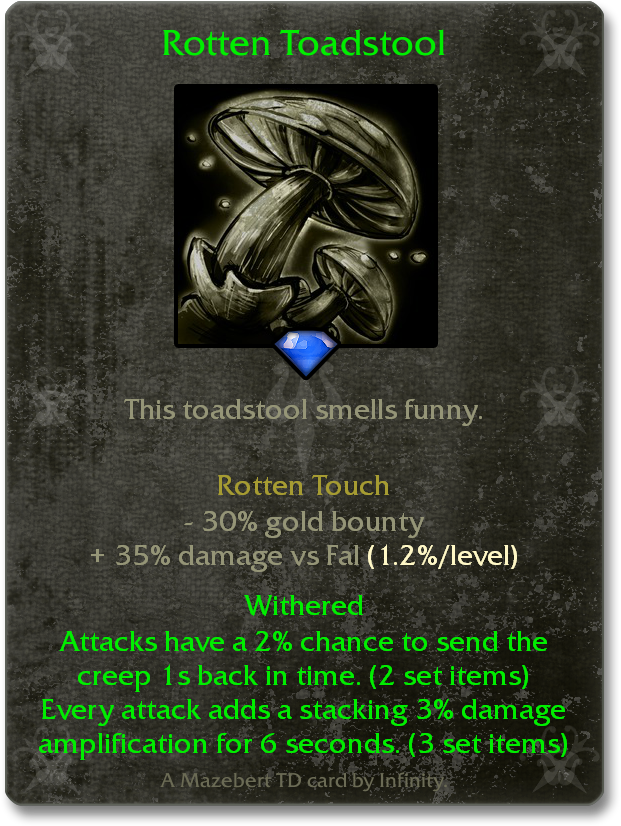 Rotten Toadstool
This toadstool smells funny.
Rotten Touch
- 30% gold bounty
+ 35% damage vs Fal (1.2%/level)
Withered
Attacks have a 2% chance to send the
creep 1s back in time. (2 set items)
Every attack adds a stacking 3% damage
amplification for 6 seconds. (3 set items)
A Mazebert TD card by Infinity.